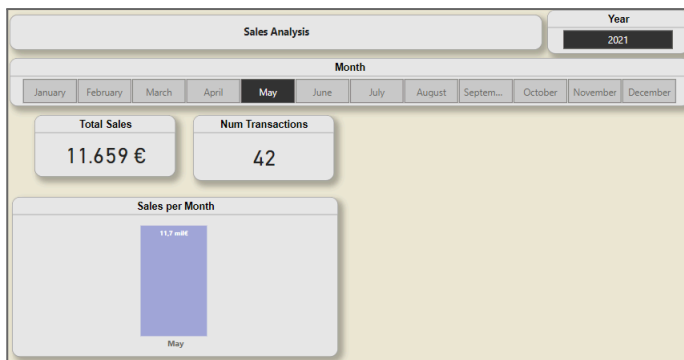 Sales Analysis
Year
2021
Month
January February March April May June July August Septem... October November December
Total Sales
11.659 €
Num Transactions
42
Sales per Month
11,7 mil€
May